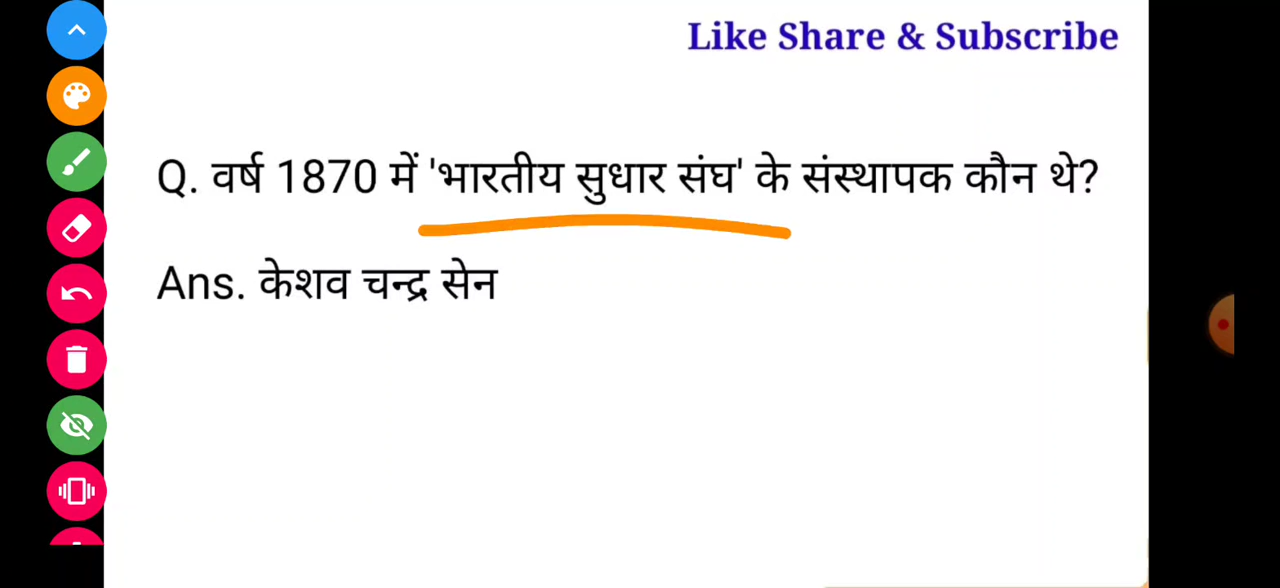 Like Share & Subscribe
Q. वर्ष 1870 में 'भारतीय सुधार संघ' के संस्थापक कौन थे?
Ans. केशव चन्द्र सेन